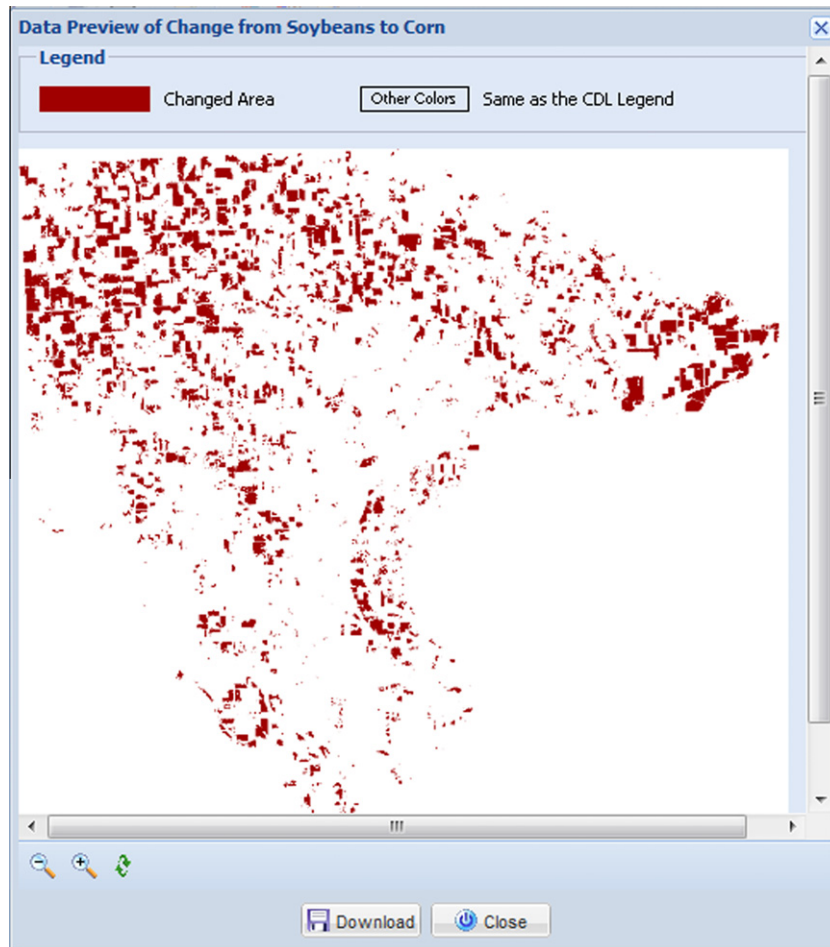 Data Preview of Change from Soybeans to Corn
Legend
Changed Area
Other Colors
Same as the CDL Legend
Download
Close